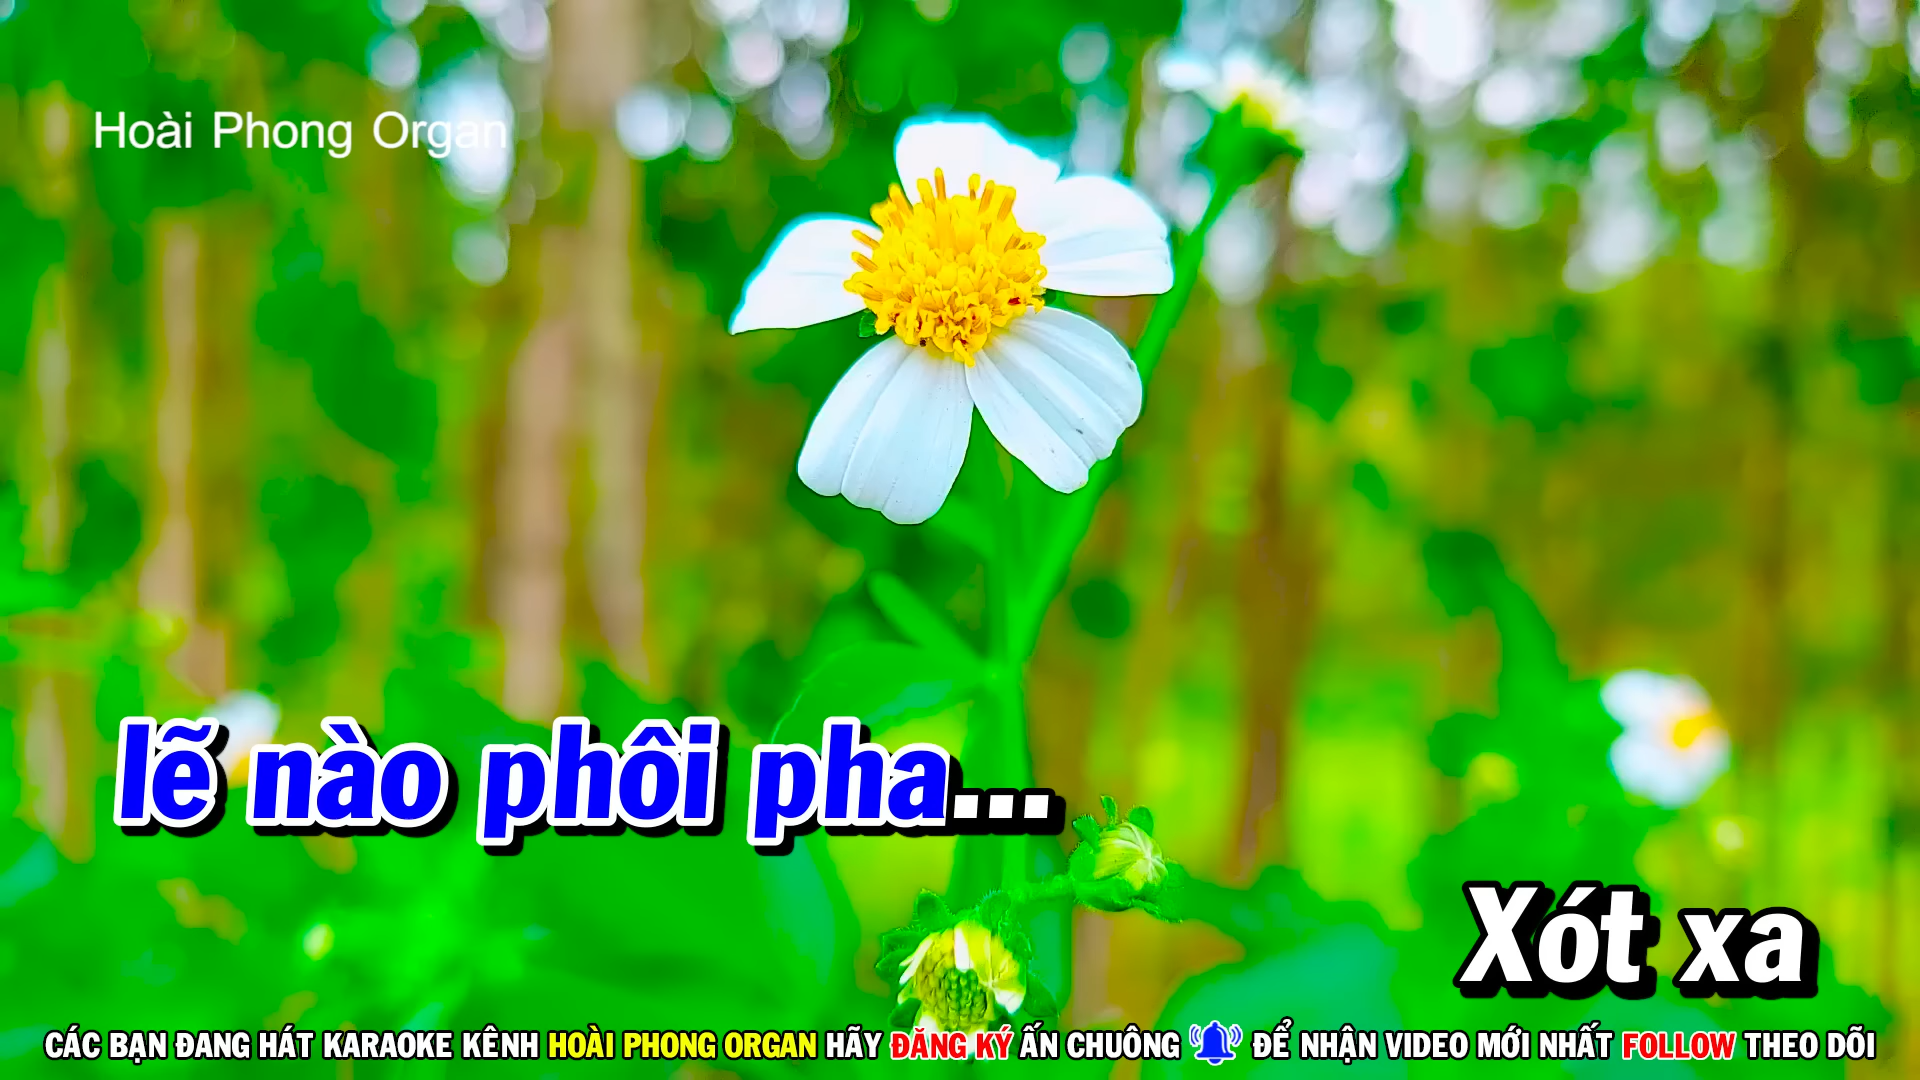 Hoài Phong Organ
lẽ nào phôi pha...
Xót xa
CÁC BẠN ĐANG HÁT KARAOKE KÊNH HOÀI PHONG ORGAN HÃY ĐĂNG KÝ ẤN CHUÔNG ĐỂ NHẬN VIDEO MỚI NHẤT FOLLOW THEO DÕI